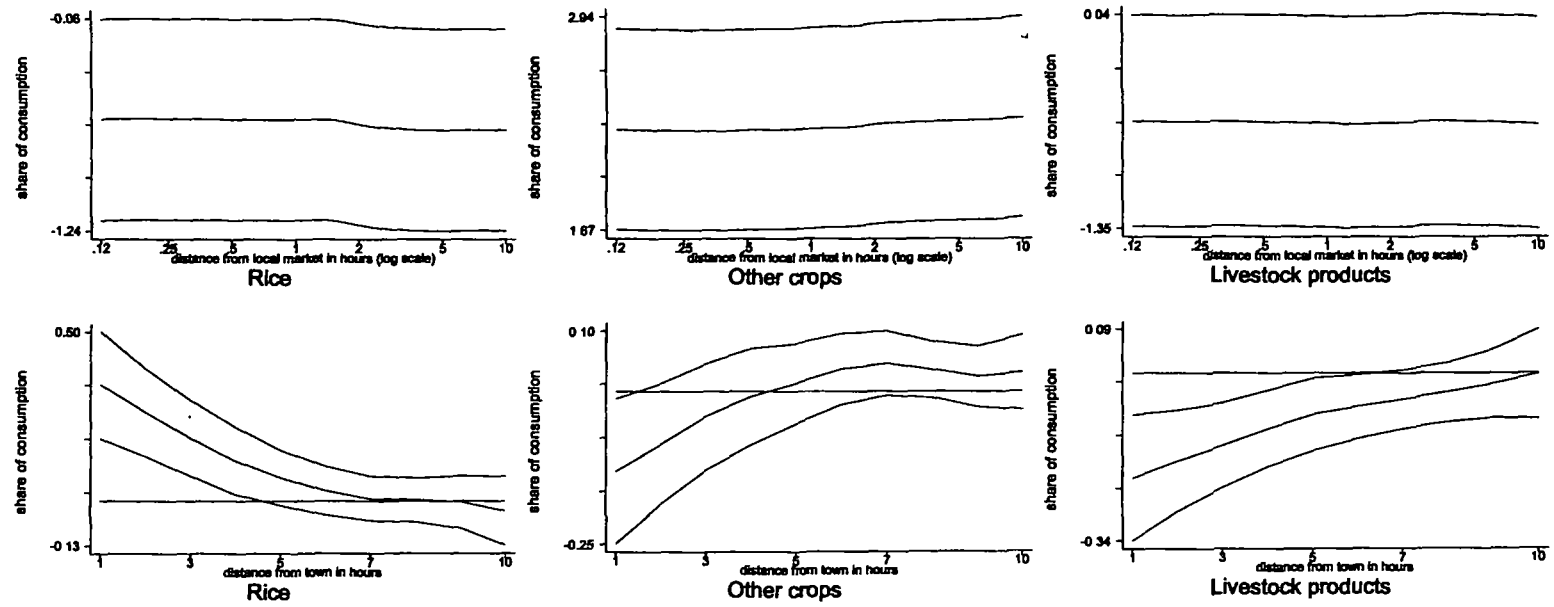 -0.06
share of consumption
-1.24
.12 .25 .5 1 2 5 10
distance from local market in hours (log scale)
Rice
2.94
share of consumption
1.67
.12 .25 .5 1 2 5 10
distance from local market in hours (log scale)
Other crops
0.04
share of consumption
-1.35
.12 .25 .5 1 2 5 10
distance from local market in hours (log scale)
Livestock products
0.50
share of consumption
-0.13
1 3 5 7 10
distance from town in hours
Rice
0.10
share of consumption
-0.25
1 3 5 7 10
distance from town in hours
Other crops
0.09
share of consumption
-0.34
1 3 5 7 10
distance from town in hours
Livestock products